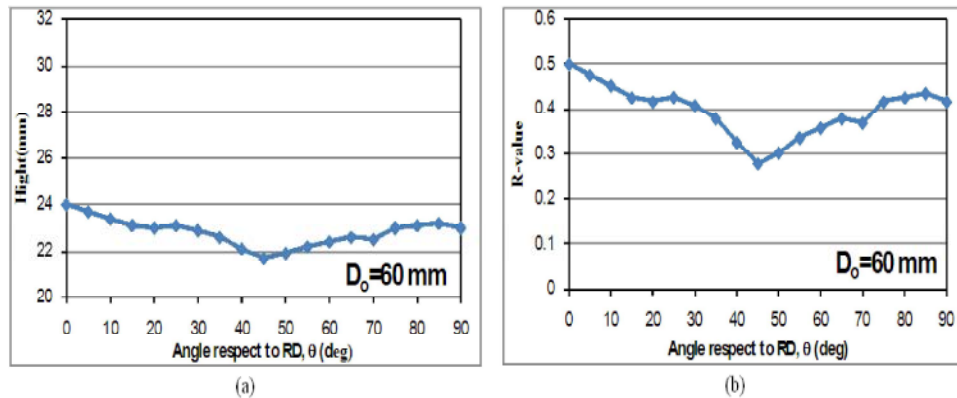 32
30
28
26
24
22
20
Hight(mm)
0 10 20 30 40 50 60 70 80 90
Angle respect to RD, θ (deg)
Do=60 mm
(a)
0.6
0.5
0.4
0.3
0.2
0.1
0
R-value
0 10 20 30 40 50 60 70 80 90
Angle respect to RD, θ (deg)
Do=60 mm
(b)